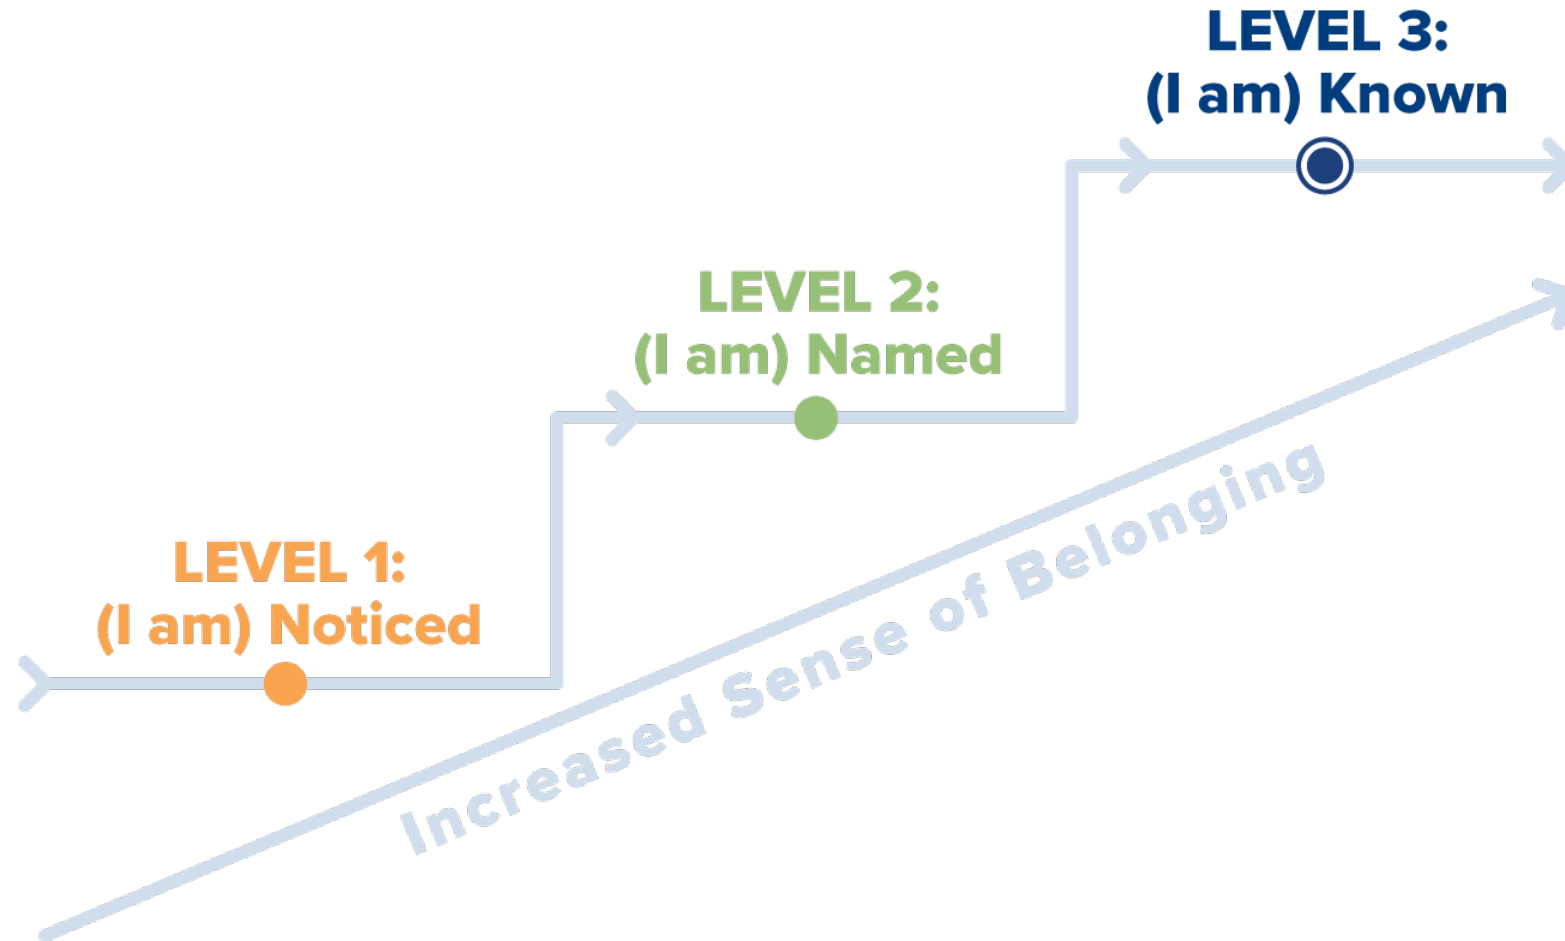 LEVEL 3:
(I am) Known
LEVEL 2:
(I am) Named
LEVEL 1:
(I am) Noticed
Increased Sense of Belonging